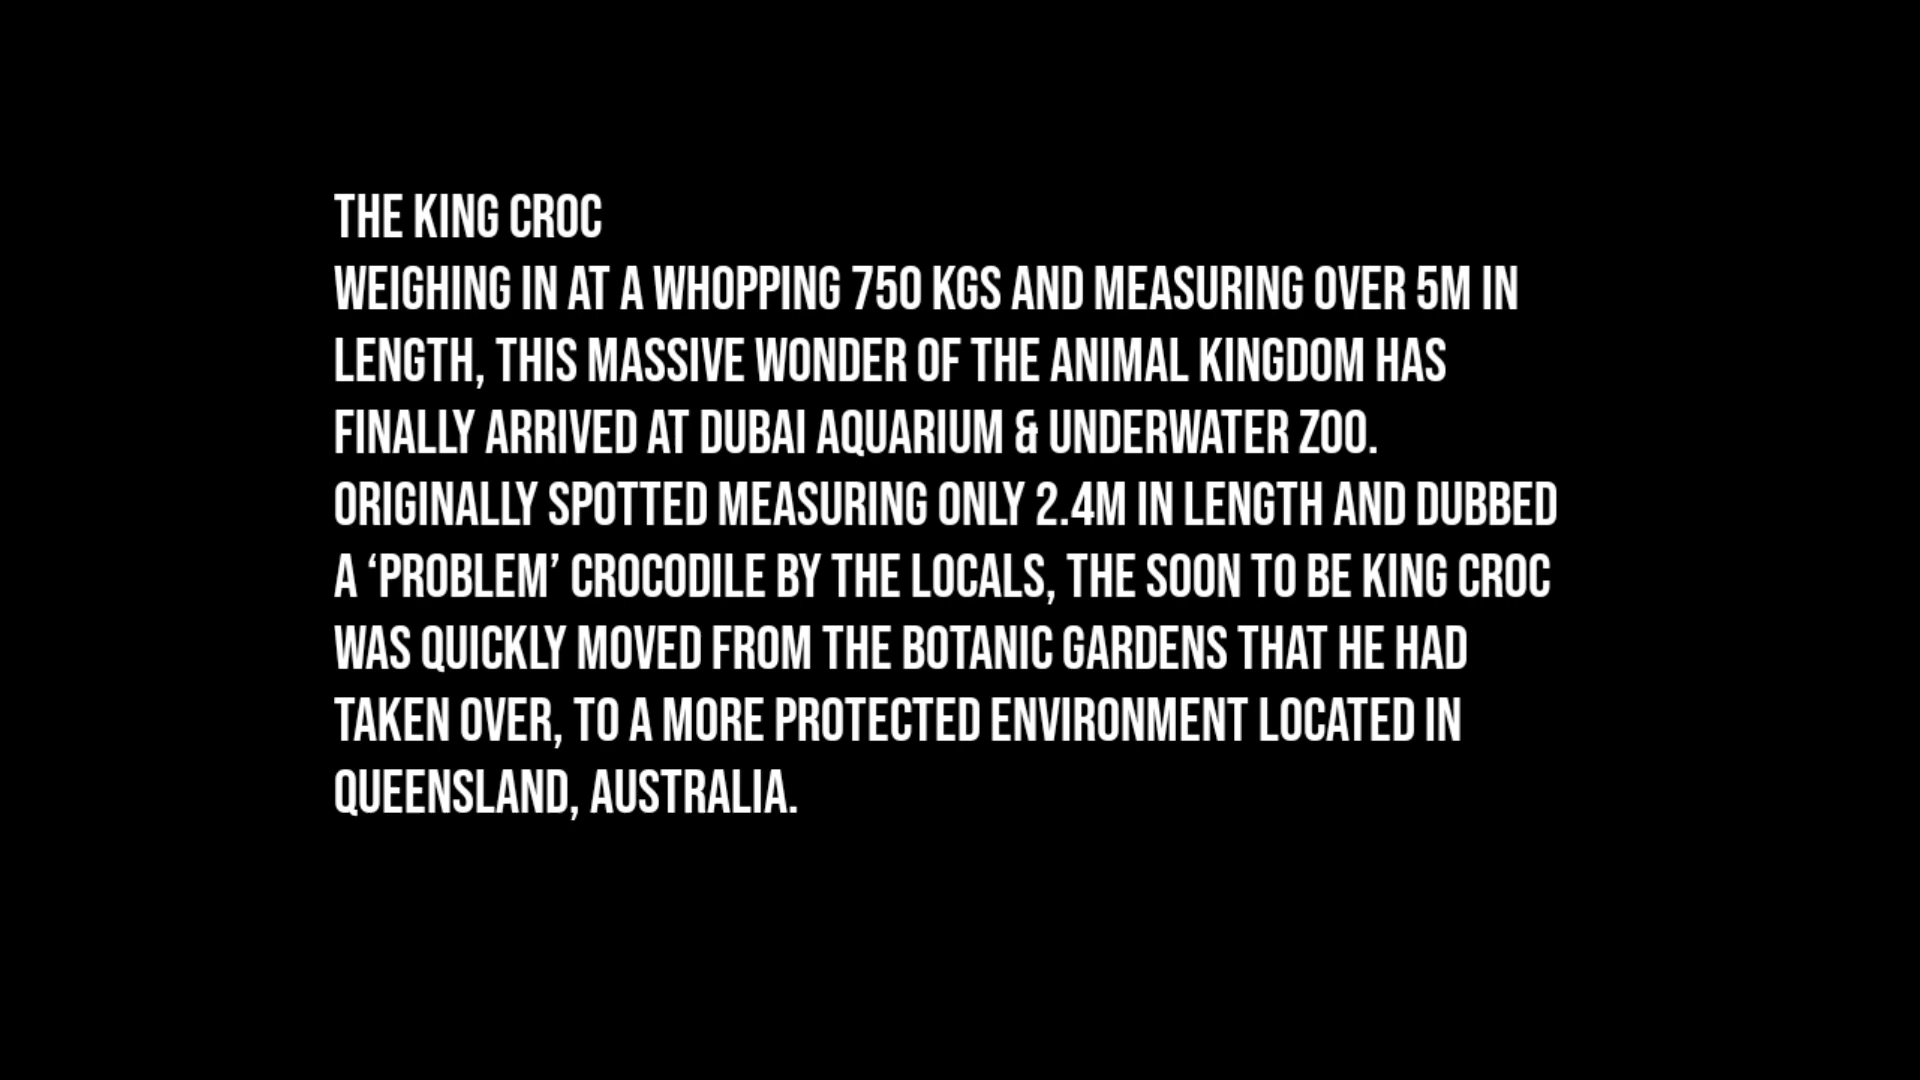 THE KING CROC
WEIGHING IN AT A WHOPPING 750 KGS AND MEASURING OVER 5M IN
LENGTH, THIS MASSIVE WONDER OF THE ANIMAL KINGDOM HAS
FINALLY ARRIVED AT DUBAI AQUARIUM & UNDERWATER ZOO.
ORIGINALLY SPOTTED MEASURING ONLY 2.4M IN LENGTH AND DUBBED
A ‘PROBLEM’ CROCODILE BY THE LOCALS, THE SOON TO BE KING CROC
WAS QUICKLY MOVED FROM THE BOTANIC GARDENS THAT HE HAD
TAKEN OVER, TO A MORE PROTECTED ENVIRONMENT LOCATED IN
QUEENSLAND, AUSTRALIA.